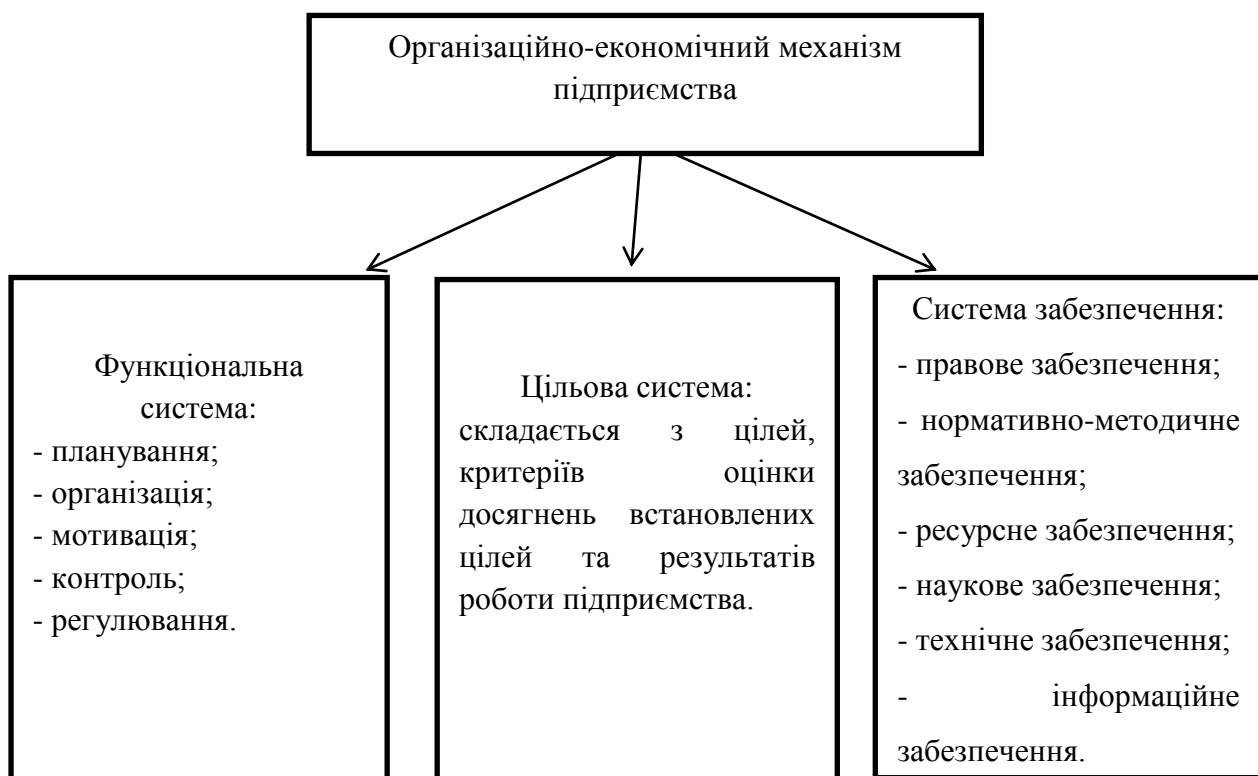 Організаційно-економічний механізм
підприємства
Функціональна
система:
- планування;
- організація;
- мотивація;
- контроль;
- регулювання.
Цільова система:
складається з цілей,
критеріїв оцінки
досягнень встановлених
цілей та результатів
роботи підприємства.
Система забезпечення:
- правове забезпечення;
- нормативно-методичне
забезпечення;
- ресурсне забезпечення;
- наукове забезпечення;
- технічне забезпечення;
- інформаційне
забезпечення.